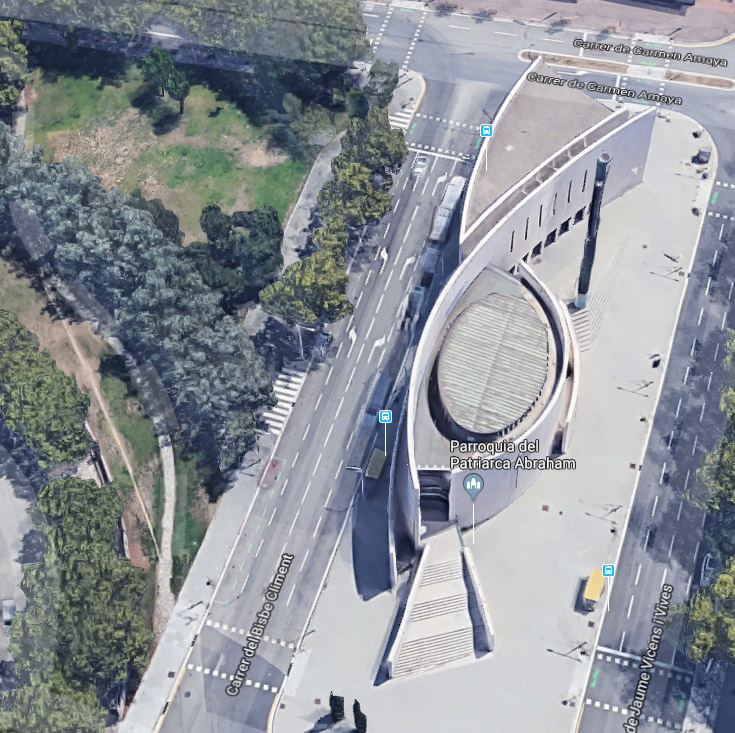 Carrer de Carmen Amaya
Carrer de Carmen Amaya
Parroquia del
Patriarca Abraham
Carrer del Bisbe Climent
de Jaume Vicens i Vives